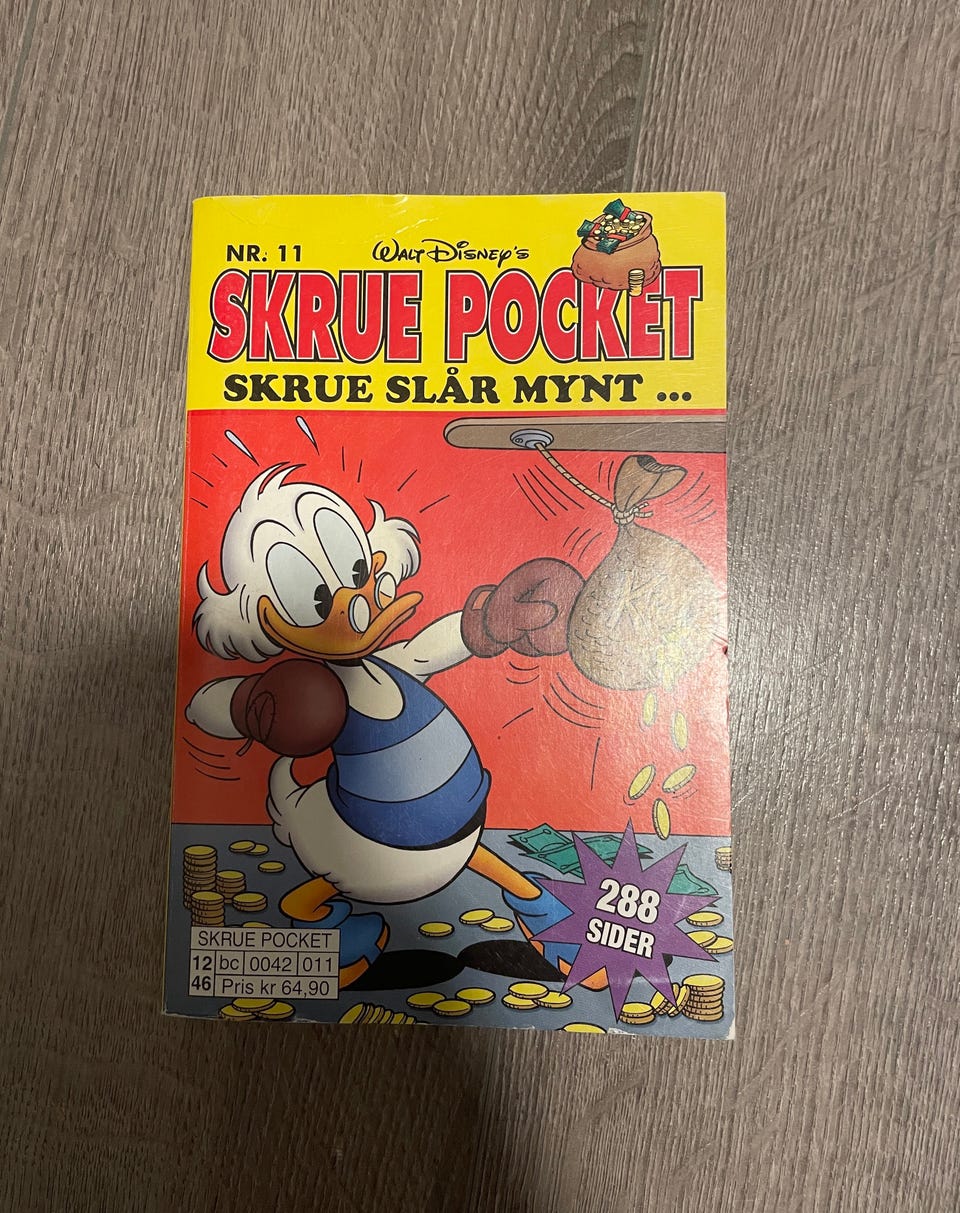 NR. 11
WALT DISNEY's
SKRUE POCKET
SKRUE SLÅR MYNT ...
Kr
288
SIDER
SKRUE POCKET
12 bc 0042 011
46 Pris kr 64,90